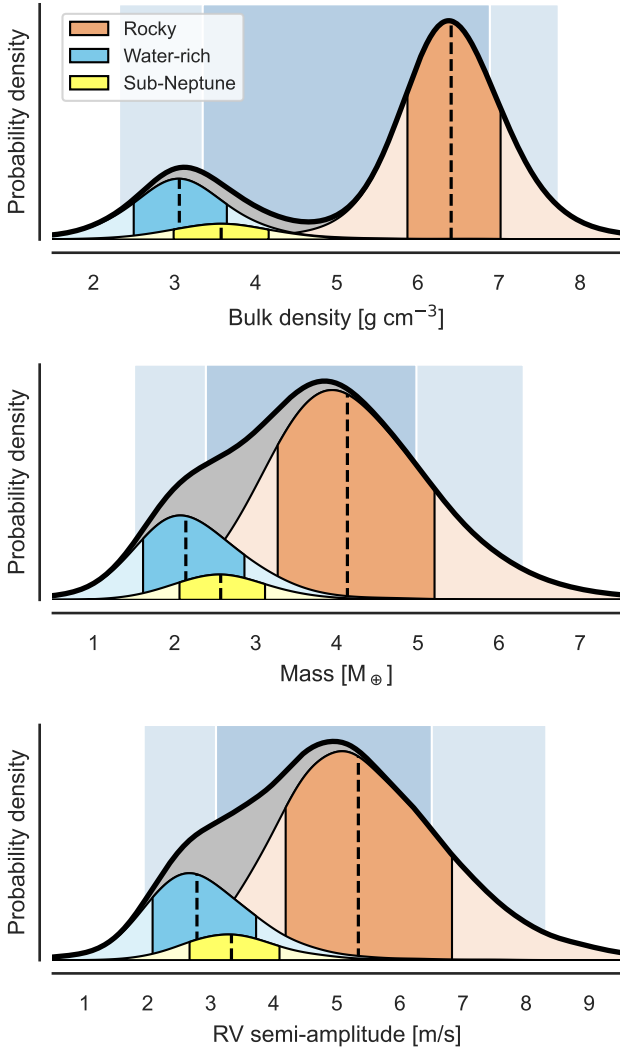 Rocky
Water-rich
Sub-Neptune
Probability density
2 3 4 5 6 7 8
Bulk density [g cm⁻³]
Probability density
1 2 3 4 5 6 7
Mass [M⊕]
Probability density
1 2 3 4 5 6 7 8 9
RV semi-amplitude [m/s]